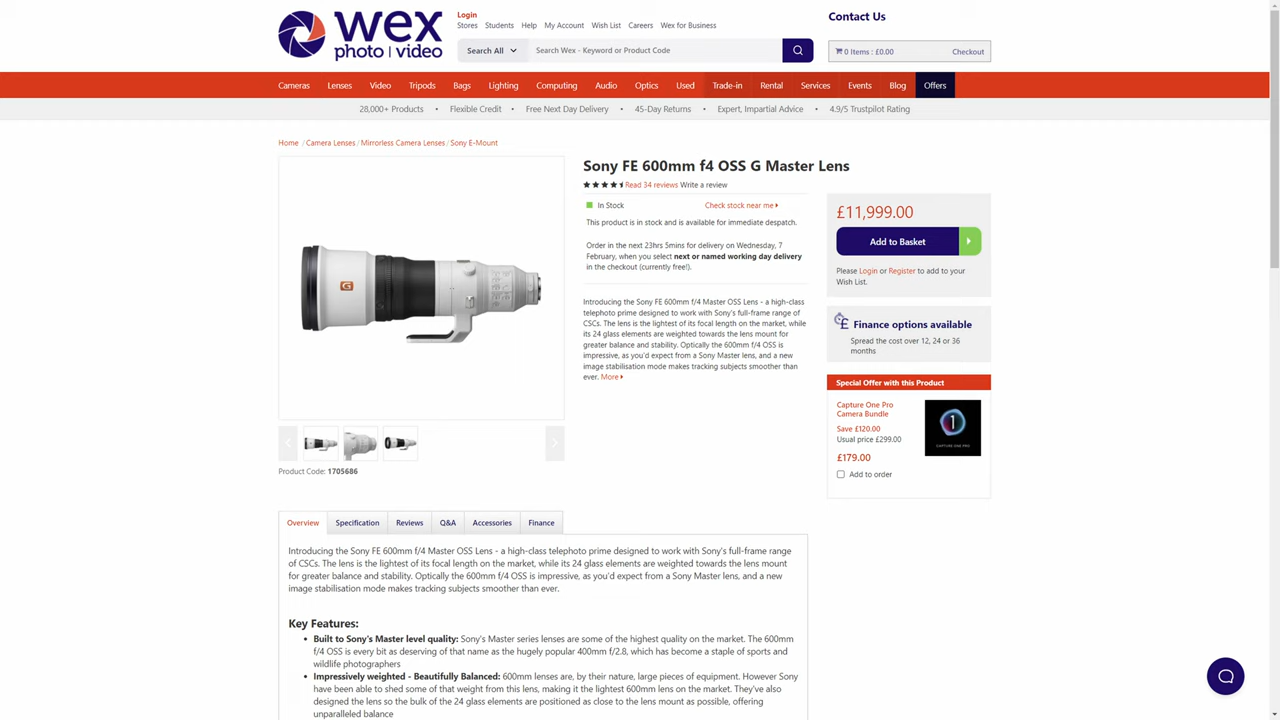 wex
photo | video
Login
Stores Students Help My Account Wish List Careers Wex for Business
Search All Search Wex - Keyword or Product Code
Contact Us
0 Items : £0.00 Checkout
Cameras Lenses Video Tripods Bags Lighting Computing Audio Optics Used Trade-in Rental Services Events Blog Offers
28,000+ Products • Flexible Credit • Free Next Day Delivery • 45-Day Returns • Expert, Impartial Advice • 4.9/5 Trustpilot Rating
Home / Camera Lenses / Mirrorless Camera Lenses / Sony E-Mount
G
Product Code: 1705686
Sony FE 600mm f4 OSS G Master Lens
Read 34 reviews Write a review
In Stock Check stock near me
This product is in stock and is available for immediate despatch.
Order in the next 23hrs 5mins for delivery on Wednesday, 7
February, when you select next or named working day delivery
in the checkout (currently free!).
Introducing the Sony FE 600mm f/4 Master OSS Lens - a high-class
telephoto prime designed to work with Sony's full-frame range of
CSCs. The lens is the lightest of its focal length on the market, while
its 24 glass elements are weighted towards the lens mount for
greater balance and stability. Optically the 600mm f/4 OSS is
impressive, as you'd expect from a Sony Master lens, and a new
image stabilisation mode makes tracking subjects smoother than
ever. More
£11,999.00
Add to Basket
Please Login or Register to add to your
Wish List.
Finance options available
Spread the cost over 12, 24 or 36
months
Special Offer with this Product
Capture One Pro
Camera Bundle
Save £120.00
Usual price £299.00
£179.00
Add to order
1
CAPTURE ONE PRO
Overview Specification Reviews Q&A Accessories Finance
Introducing the Sony FE 600mm f/4 Master OSS Lens - a high-class telephoto prime designed to work with Sony's full-frame range
of CSCs. The lens is the lightest of its focal length on the market, while its 24 glass elements are weighted towards the lens mount
for greater balance and stability. Optically the 600mm f/4 OSS is impressive, as you'd expect from a Sony Master lens, and a new
image stabilisation mode makes tracking subjects smoother than ever.
Key Features:
• Built to Sony's Master level quality: Sony's Master series lenses are some of the highest quality on the market. The 600mm
f/4 OSS is every bit as deserving of that name as the hugely popular 400mm f/2.8, which has become a staple of sports and
wildlife photographers
• Impressively weighted - Beautifully Balanced: 600mm lenses are, by their nature, large pieces of equipment. However Sony
have been able to shed some of that weight from this lens, making it the lightest 600mm lens on the market. They've also
designed the lens so the bulk of the 24 glass elements are positioned as close to the lens mount as possible, offering
unparalleled balance